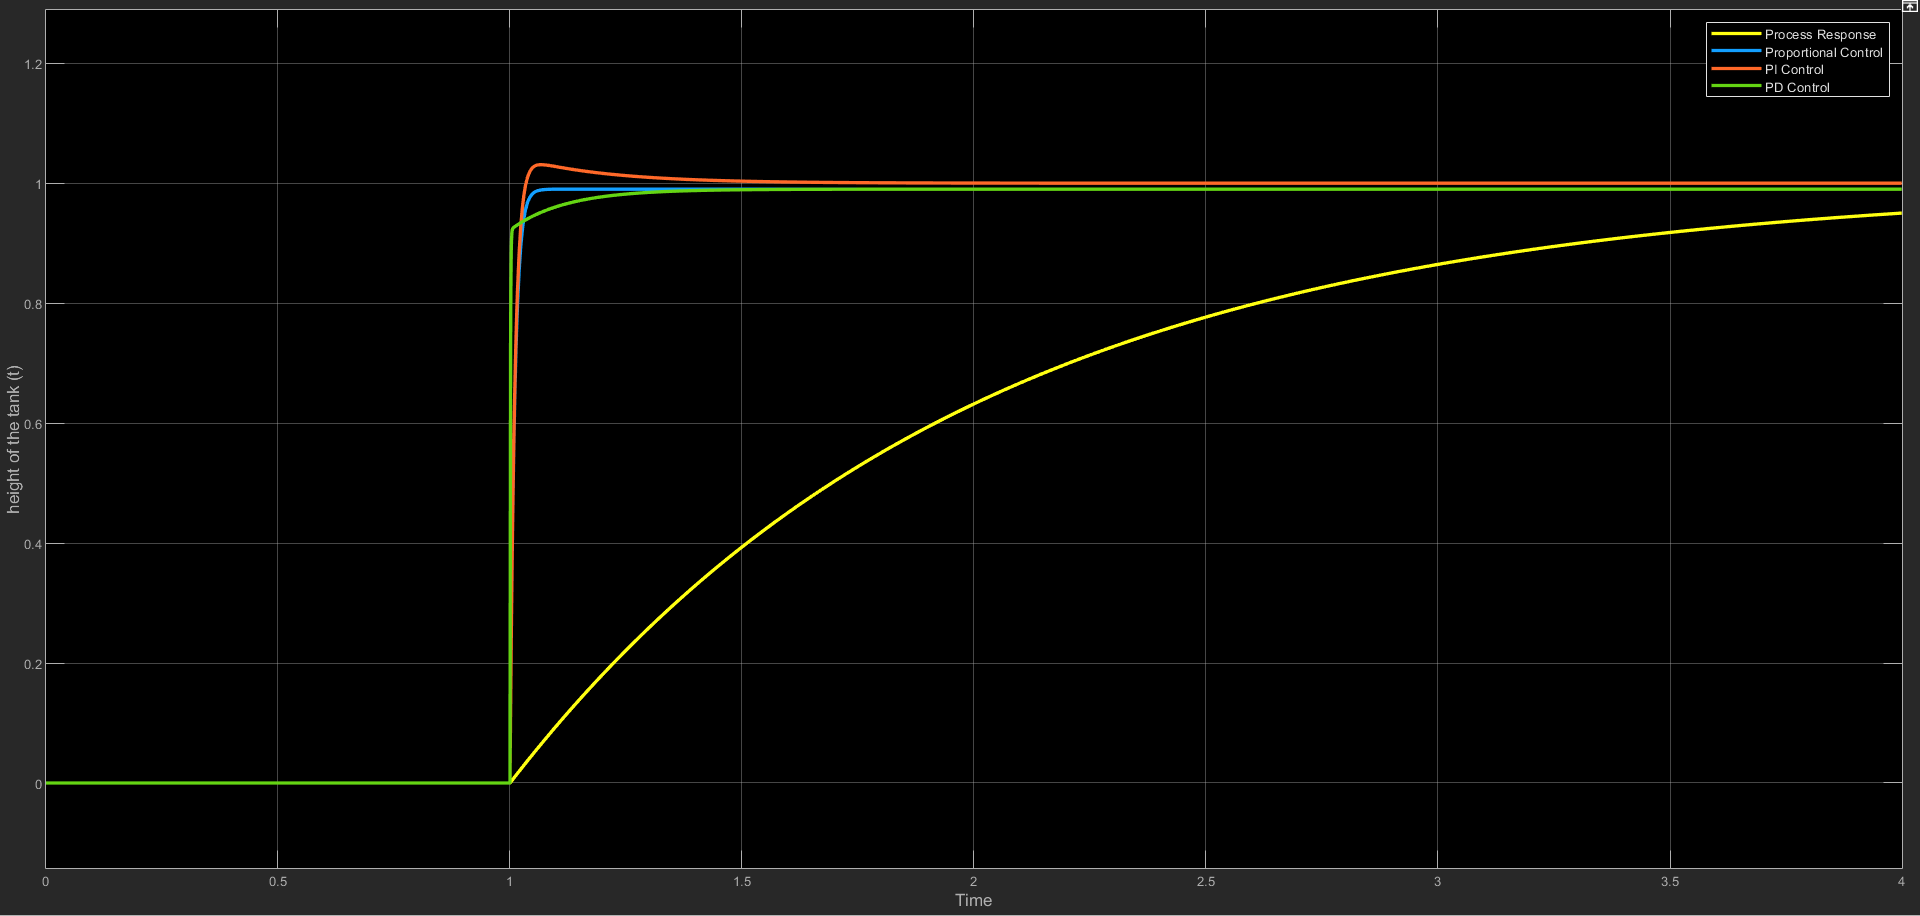 Process Response
Proportional Control
PI Control
PD Control
1.2
1
0.8
0.6
0.4
0.2
0
height of the tank (t)
0 0.5 1 1.5 2 2.5 3 3.5 4
Time